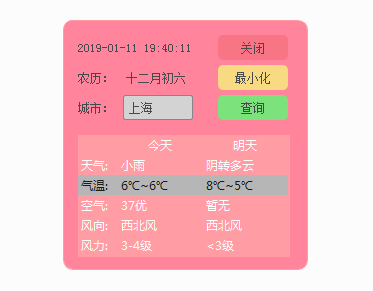 2019-01-11 19:40:11 关闭
农历： 十二月初六 最小化
城市： 上海 查询
今天 明天
天气: 小雨 阴转多云
气温: 6℃~6℃ 8℃~5℃
空气: 37优 暂无
风向: 西北风 西北风
风力: 3-4级 <3级